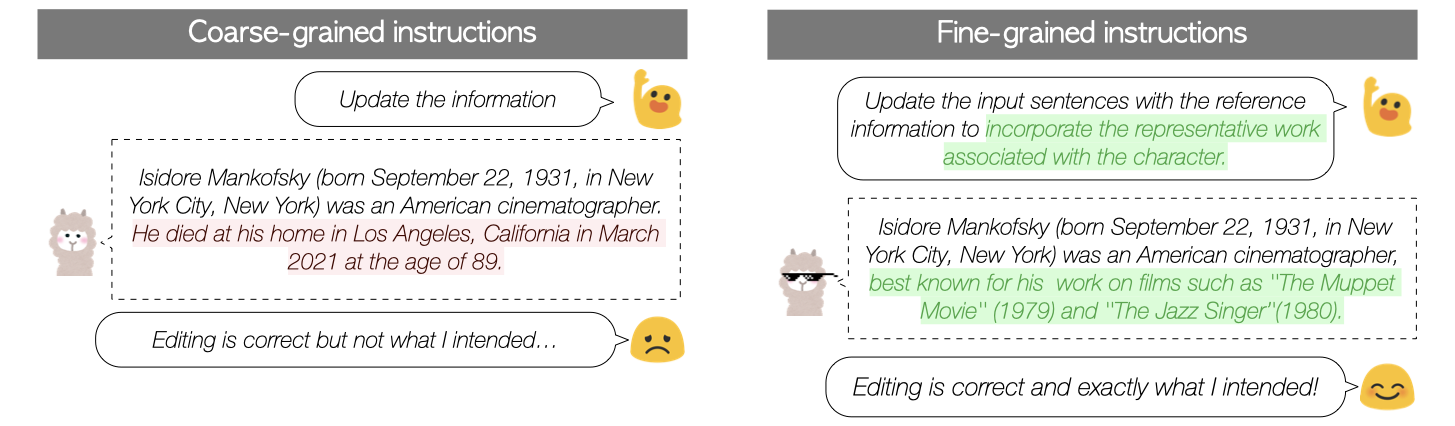 Coarse-grained instructions
Update the information
Isidore Mankofsky (born September 22, 1931, in New
York City, New York) was an American cinematographer.
He died at his home in Los Angeles, California in March
2021 at the age of 89.
Editing is correct but not what I intended…
Fine-grained instructions
Update the input sentences with the reference
information to incorporate the representative work
associated with the character.
Isidore Mankofsky (born September 22, 1931, in New
York City, New York) was an American cinematographer,
best known for his work on films such as "The Muppet
Movie" (1979) and "The Jazz Singer"(1980).
Editing is correct and exactly what I intended!